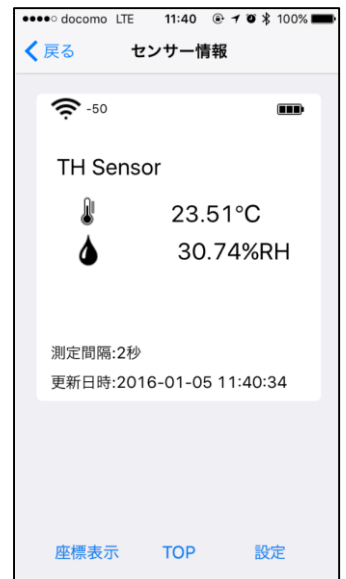 docomo LTE 11:40 100%
戻る センサー情報
-50
TH Sensor
23.51°C
30.74%RH
測定間隔:2秒
更新日時:2016-01-05 11:40:34
座標表示 TOP 設定